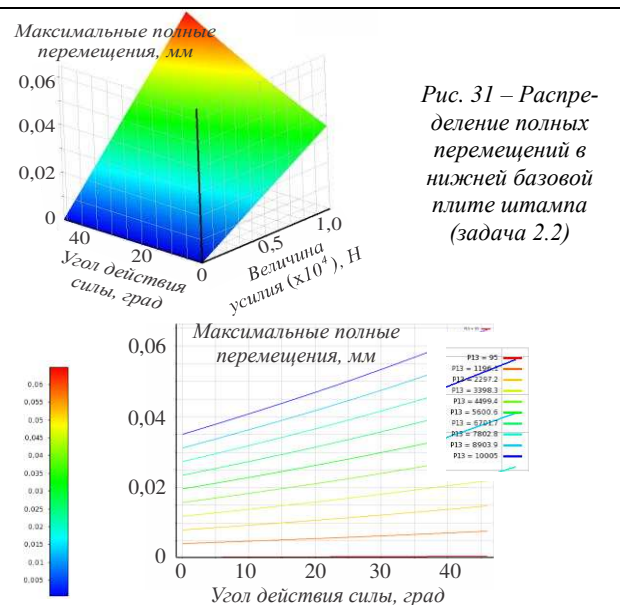 Максимальные полные
перемещения, мм
0,06
0,04
0,02
0
40
20
0
0,5
1,0
Угол действия
силы, град
Величина
усилия (x10⁴), Н
Рис. 31 – Распре-
деление полных
перемещений в
нижней базовой
плите штампа
(задача 2.2)
Максимальные полные
перемещения, мм
0,06
0,04
0,02
0
0
10
20
30
40
Угол действия силы, град
0,06
0,055
0,05
0,045
0,04
0,035
0,03
0,025
0,02
0,015
0,01
0,005
P13 = 95
P13 = 1196.1
P13 = 2297.2
P13 = 3398.3
P13 = 4499.4
P13 = 5600.6
P13 = 6701.7
P13 = 7802.8
P13 = 8903.9
P13 = 10005